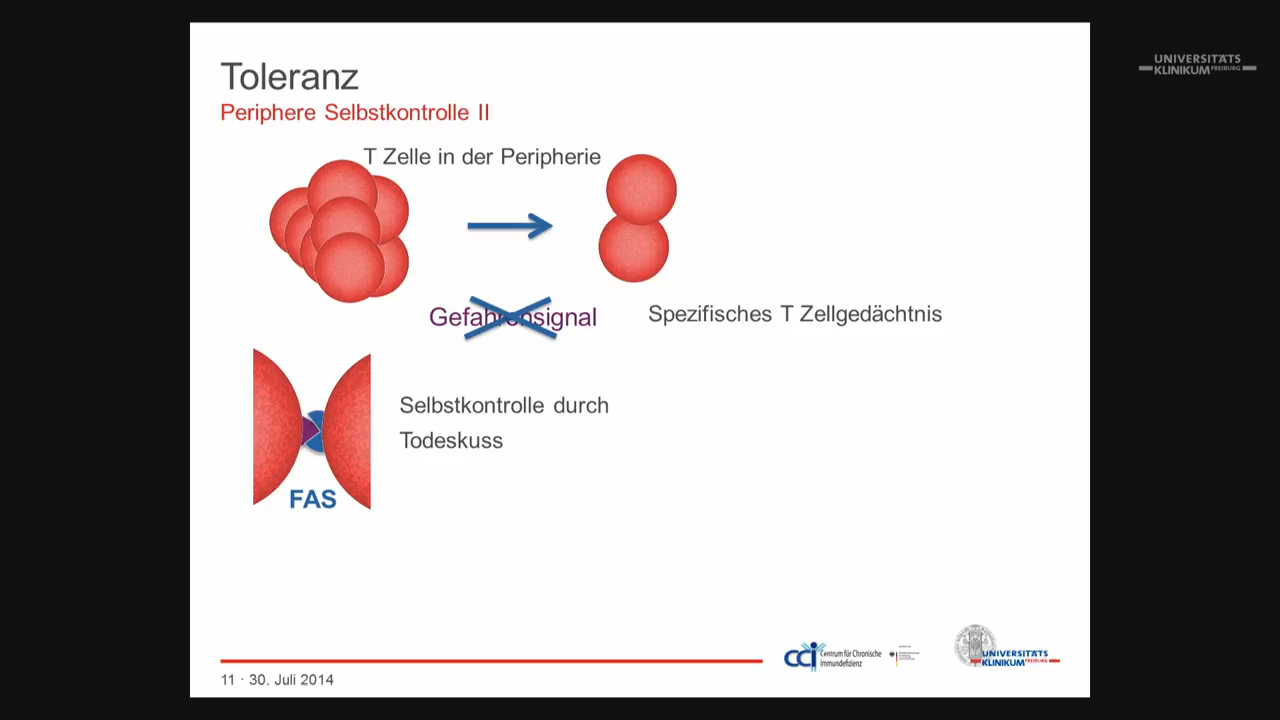 Toleranz
Periphere Selbstkontrolle II
T Zelle in der Peripherie
Gefahrensignal
Spezifisches T Zellgedächtnis
Selbstkontrolle durch
Todeskuss
FAS
11 · 30. Juli 2014
CCI
Centrum für Chronische
Immundefizienz
UNIVERSITÄTS
KLINIKUM FREIBURG
UNIVERSITÄTS
KLINIKUM FREIBURG